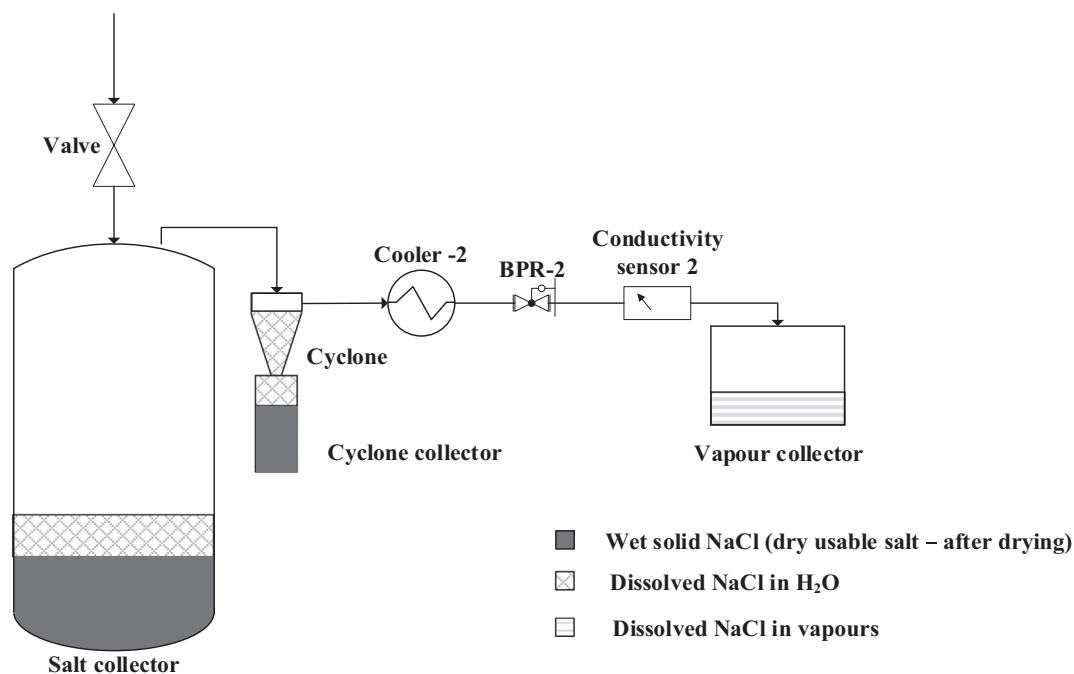 Valve
Cooler -2
BPR-2
Conductivity
sensor 2
Cyclone
Cyclone collector
Vapour collector
Wet solid NaCl (dry usable salt – after drying)
Dissolved NaCl in H₂O
Dissolved NaCl in vapours
Salt collector